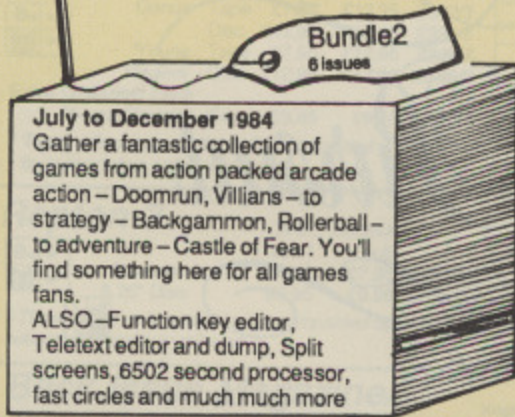 Bundle2
6 issues
July to December 1984
Gather a fantastic collection of
games from action packed arcade
action – Doomrun, Villians – to
strategy – Backgammon, Rollerball –
to adventure – Castle of Fear. You'll
find something here for all games
fans.
ALSO – Function key editor,
Teletext editor and dump, Split
screens, 6502 second processor,
fast circles and much much more